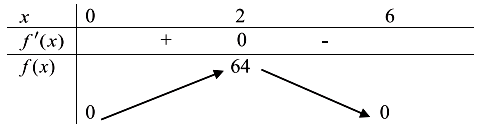 x 0 2 6
f′(x) + 0 -
f(x) 64
0 0